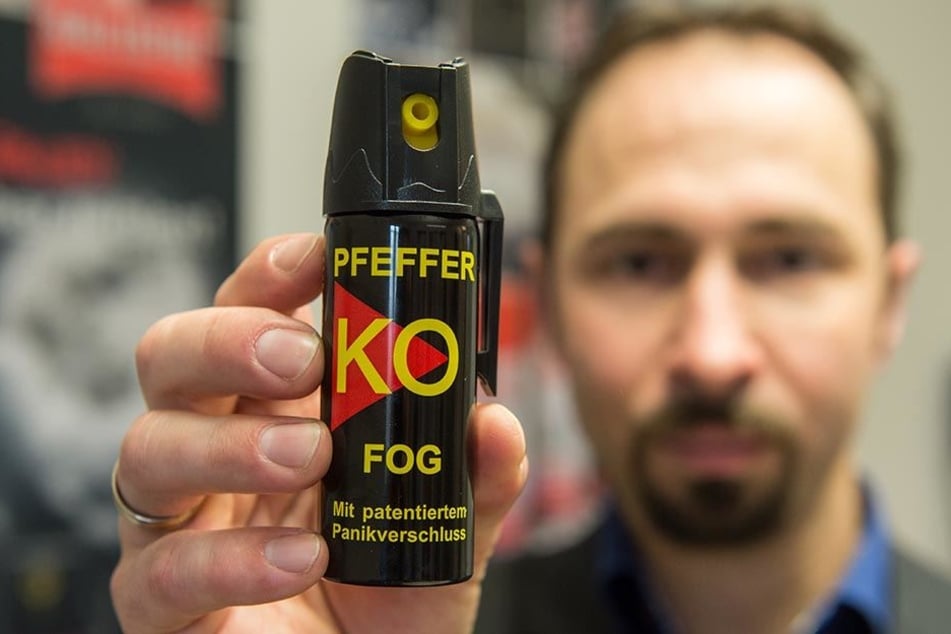 PFEFFER
KO
FOG
Mit patentiertem
Panikverschluss